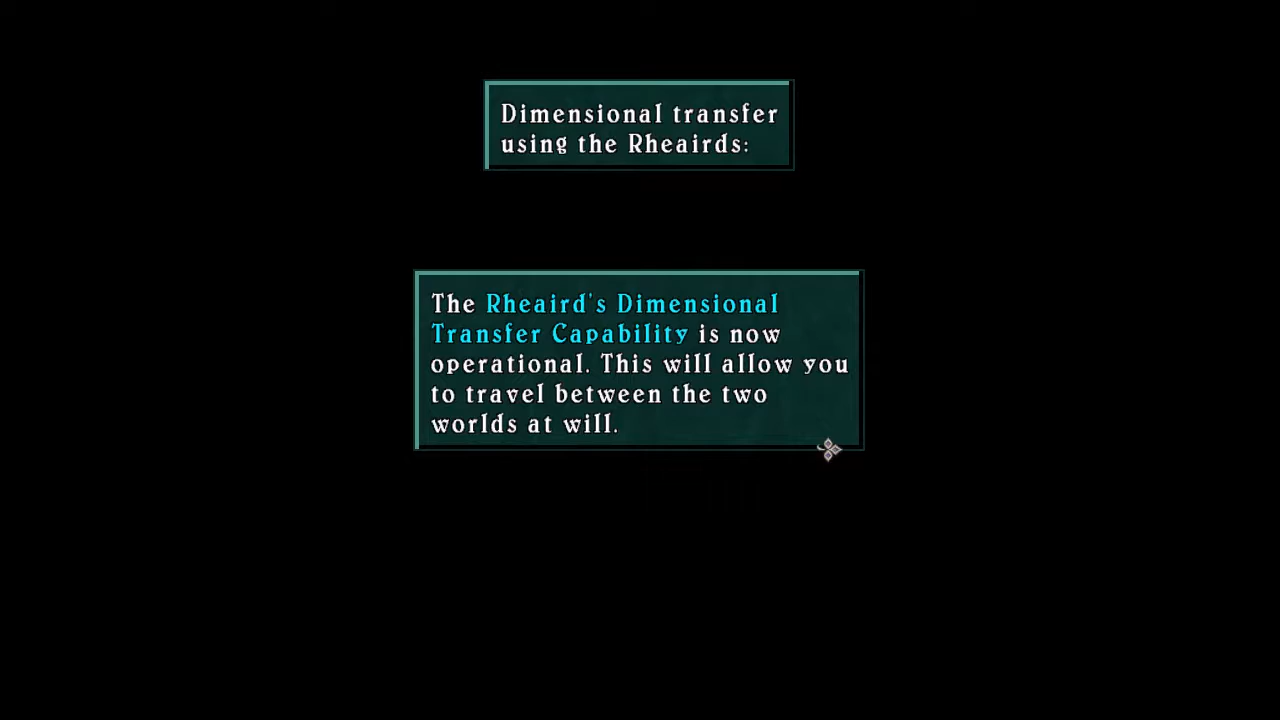 Dimensional transfer
using the Rheairds:
The Rheaird's Dimensional
Transfer Capability is now
operational. This will allow you
to travel between the two
worlds at will.